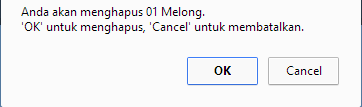 Anda akan menghapus 01 Melong.
'OK' untuk menghapus, 'Cancel' untuk membatalkan.
OK Cancel